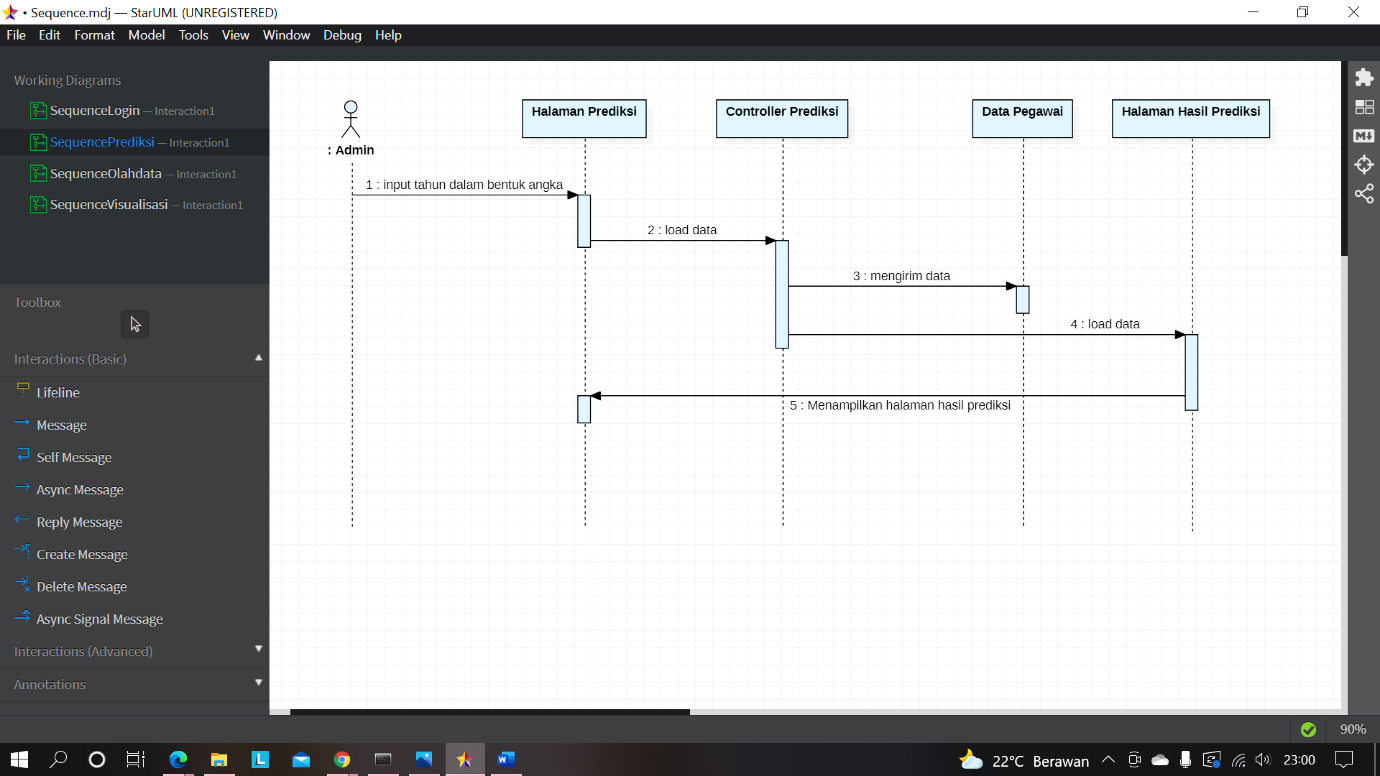 • Sequence.mdj — StarUML (UNREGISTERED)
File Edit Format Model Tools View Window Debug Help
Working Diagrams
SequenceLogin — Interaction1
SequencePrediksi — Interaction1
SequenceOlahdata — Interaction1
SequenceVisualisasi — Interaction1
Toolbox
Interactions (Basic)
Lifeline
Message
Self Message
Async Message
Reply Message
Create Message
Delete Message
Async Signal Message
Interactions (Advanced)
Annotations
: Admin
Halaman Prediksi
Controller Prediksi
Data Pegawai
Halaman Hasil Prediksi
1 : input tahun dalam bentuk angka
2 : load data
3 : mengirim data
4 : load data
5 : Menampilkan halaman hasil prediksi
M
90%
L
W
22°C Berawan
23:00